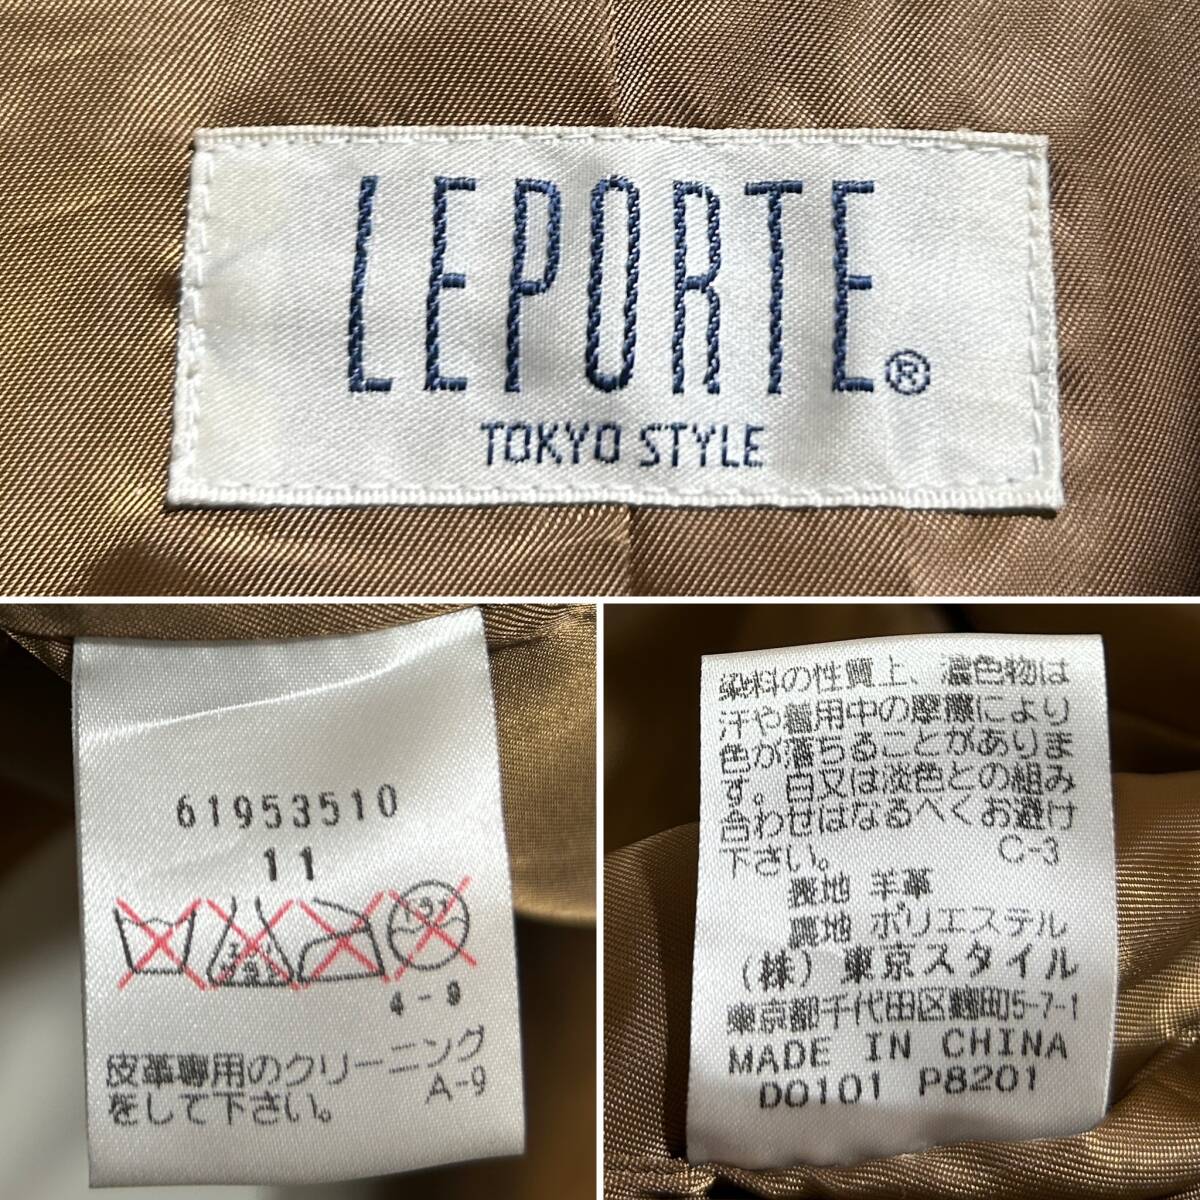 LEPORTE®
TOKYO STYLE
61953510
11
4-9
皮革専用のクリーニング
をして下さい。 A-9
染料の性質上、濃色物は
汗や着用中の摩擦により
色が落ちることがありま
す。白又は淡色との組み
合わせはなるべくお避け
下さい。 C-3
表地 羊革
裏地 ポリエステル
(株)東京スタイル
東京都千代田区麹町5-7-1
MADE IN CHINA
D0101 P8201